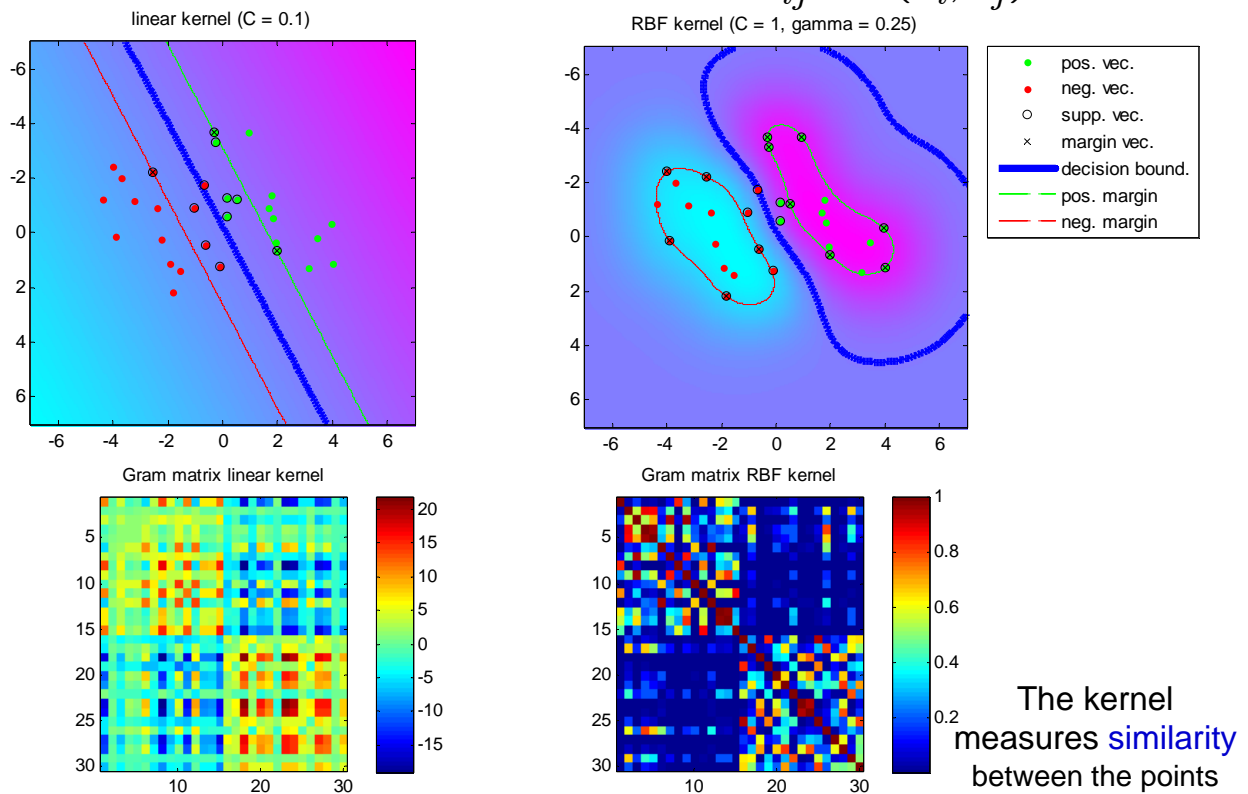 linear kernel (C = 0.1)
-6
-4
-2
0
2
4
6
-6 -4 -2 0 2 4 6
RBF kernel (C = 1, gamma = 0.25)
-6
-4
-2
0
2
4
6
-6 -4 -2 0 2 4 6
pos. vec.
neg. vec.
supp. vec.
margin vec.
decision bound.
pos. margin
neg. margin
Gram matrix linear kernel
5
10
15
20
25
30
10 20 30
20
15
10
5
0
-5
-10
-15
Gram matrix RBF kernel
5
10
15
20
25
30
10 20 30
1
0.8
0.6
0.4
0.2
The kernel
measures similarity
between the points